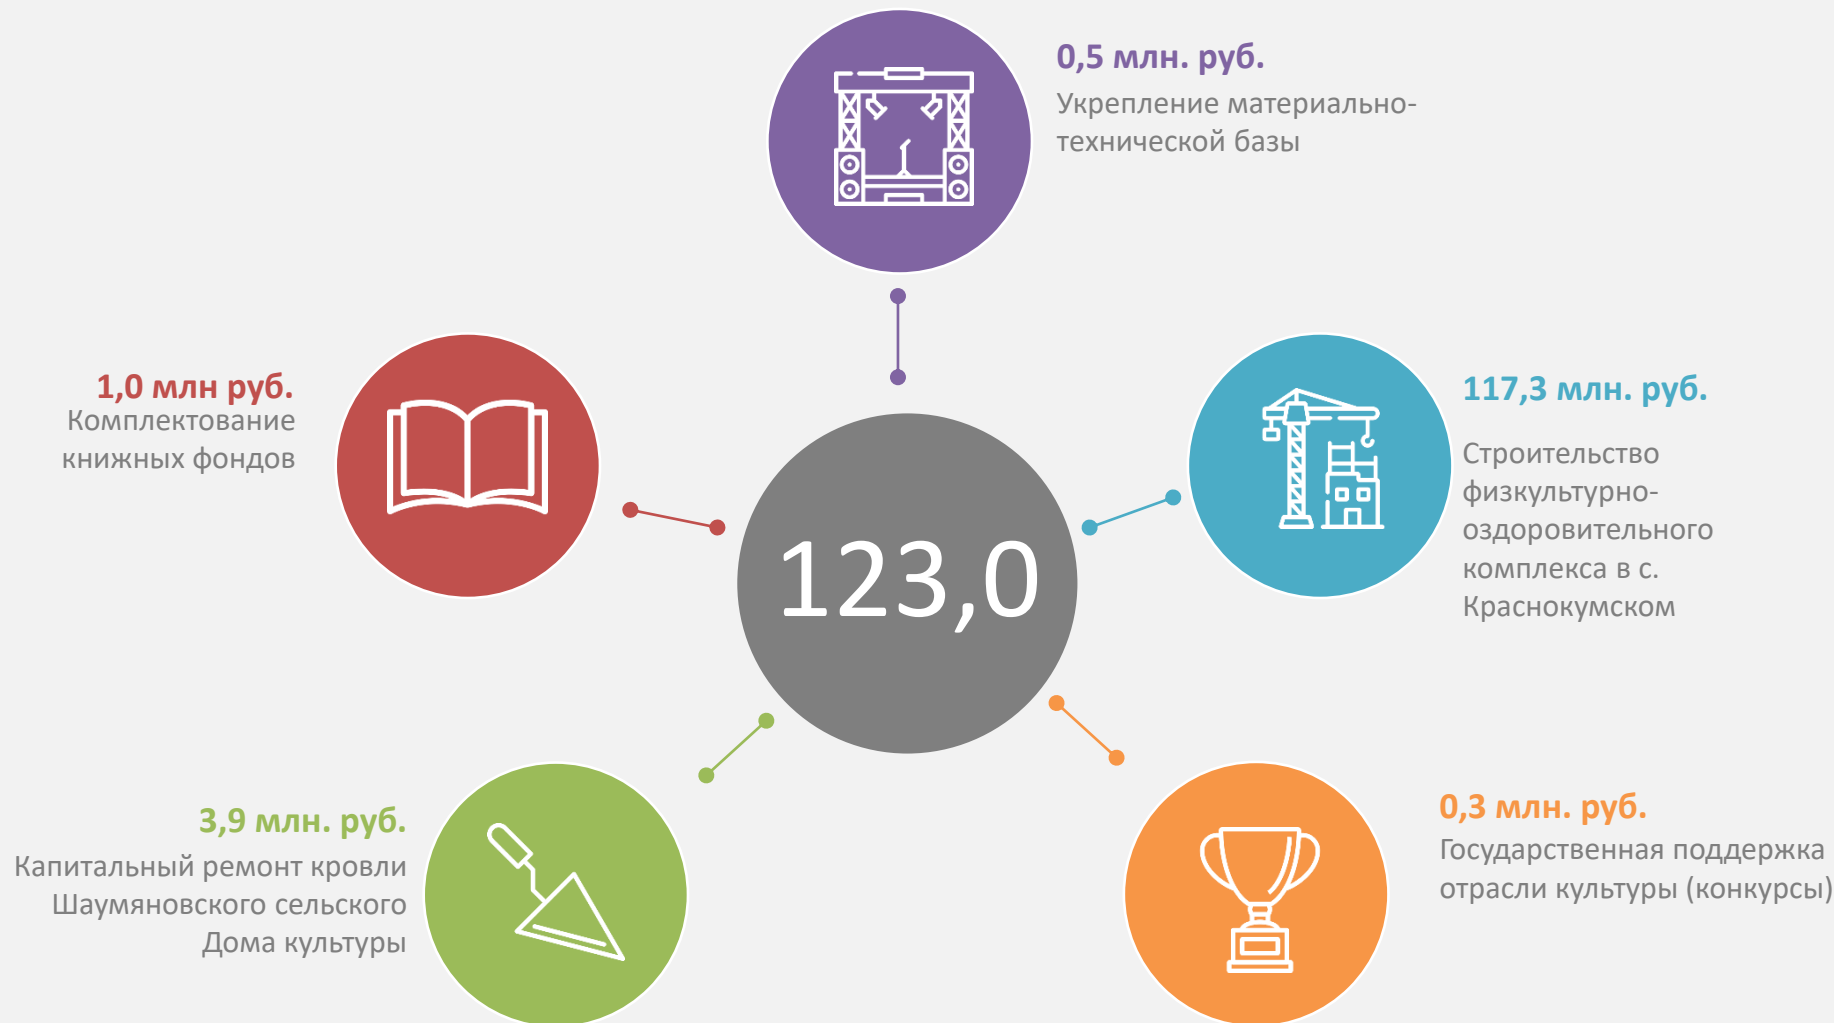 0,5 млн. руб.
Укрепление материально-
технической базы
1,0 млн руб.
Комплектование
книжных фондов
117,3 млн. руб.
Строительство
физкультурно-
оздоровительного
комплекса в с.
Краснокумском
123,0
3,9 млн. руб.
Капитальный ремонт кровли
Шаумяновского сельского
Дома культуры
0,3 млн. руб.
Государственная поддержка
отрасли культуры (конкурсы)